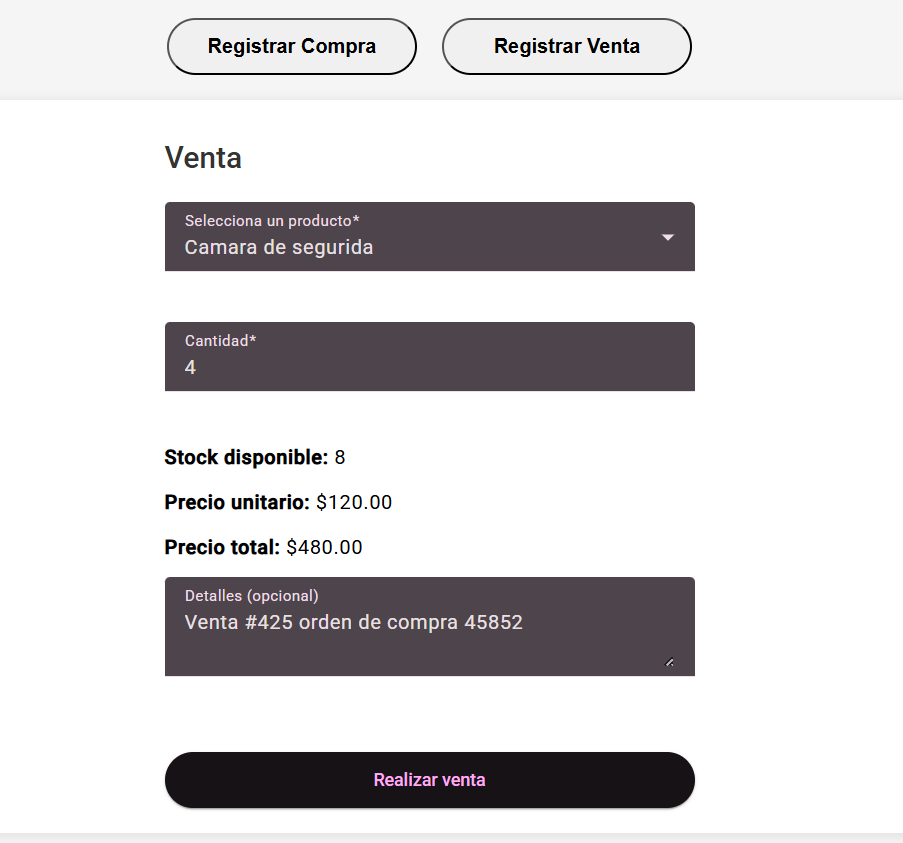 Registrar Compra Registrar Venta
Venta
Selecciona un producto*
Camara de segurida
Cantidad*
4
Stock disponible: 8
Precio unitario: $120.00
Precio total: $480.00
Detalles (opcional)
Venta #425 orden de compra 45852
Realizar venta